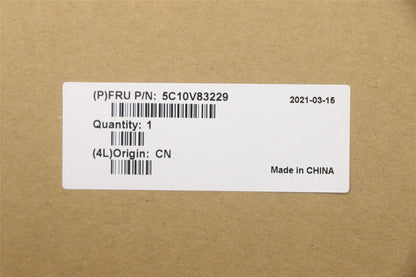 (P)FRU P/N: 5C10V83229
2021-03-15
Quantity: 1
(4L)Origin: CN
Made in CHINA